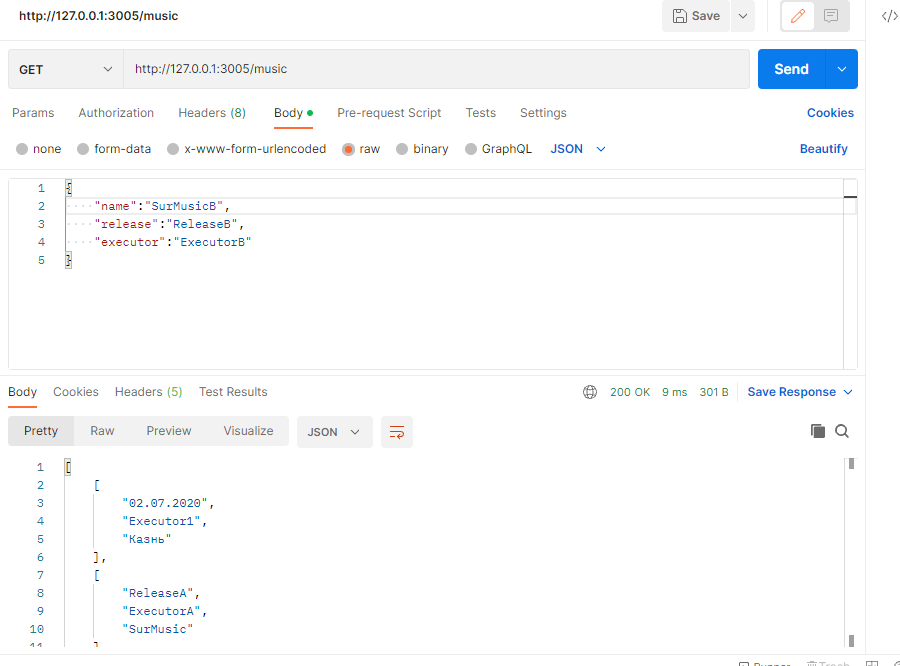 http://127.0.0.1:3005/music
Save
GET
http://127.0.0.1:3005/music
Send
Params Authorization Headers (8) Body Pre-request Script Tests Settings Cookies
none form-data x-www-form-urlencoded raw binary GraphQL JSON Beautify
1 {
2 "name":"SurMusicB",
3 "release":"ReleaseB",
4 "executor":"ExecutorB"
5 }
Body Cookies Headers (5) Test Results 200 OK 9 ms 301 B Save Response
Pretty Raw Preview Visualize JSON
1 [
2 [
3 "02.07.2020",
4 "Executor1",
5 "Казнь"
6 ],
7 [
8 "ReleaseA",
9 "ExecutorA",
10 "SurMusic"
11 ]
Runner Trash